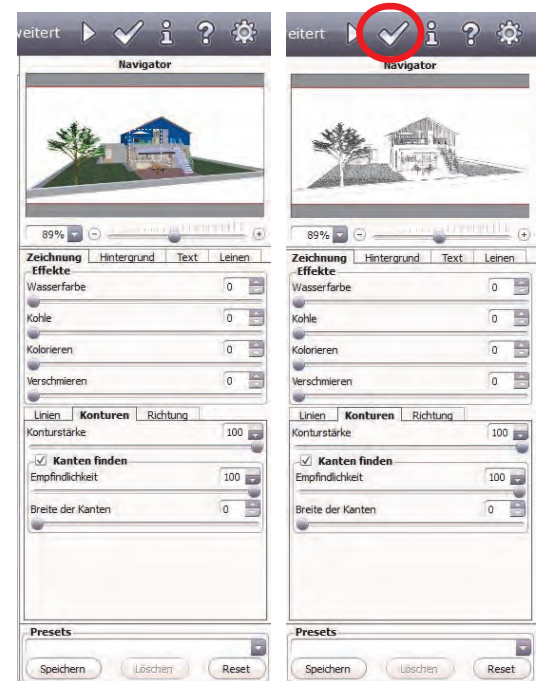 weitert
Navigator
89%
Zeichnung Hintergrund Text Leinen
Effekte
Wasserfarbe 0
Kohle 0
Kolorieren 0
Verschmieren 0
Linien Konturen Richtung
Konturstärke 100
Kanten finden
Empfindlichkeit 100
Breite der Kanten 0
Presets
Speichern Löschen Reset
eitert
Navigator
89%
Zeichnung Hintergrund Text Leinen
Effekte
Wasserfarbe 0
Kohle 0
Kolorieren 0
Verschmieren 0
Linien Konturen Richtung
Konturstärke 100
Kanten finden
Empfindlichkeit 100
Breite der Kanten 0
Presets
Speichern Löschen Reset